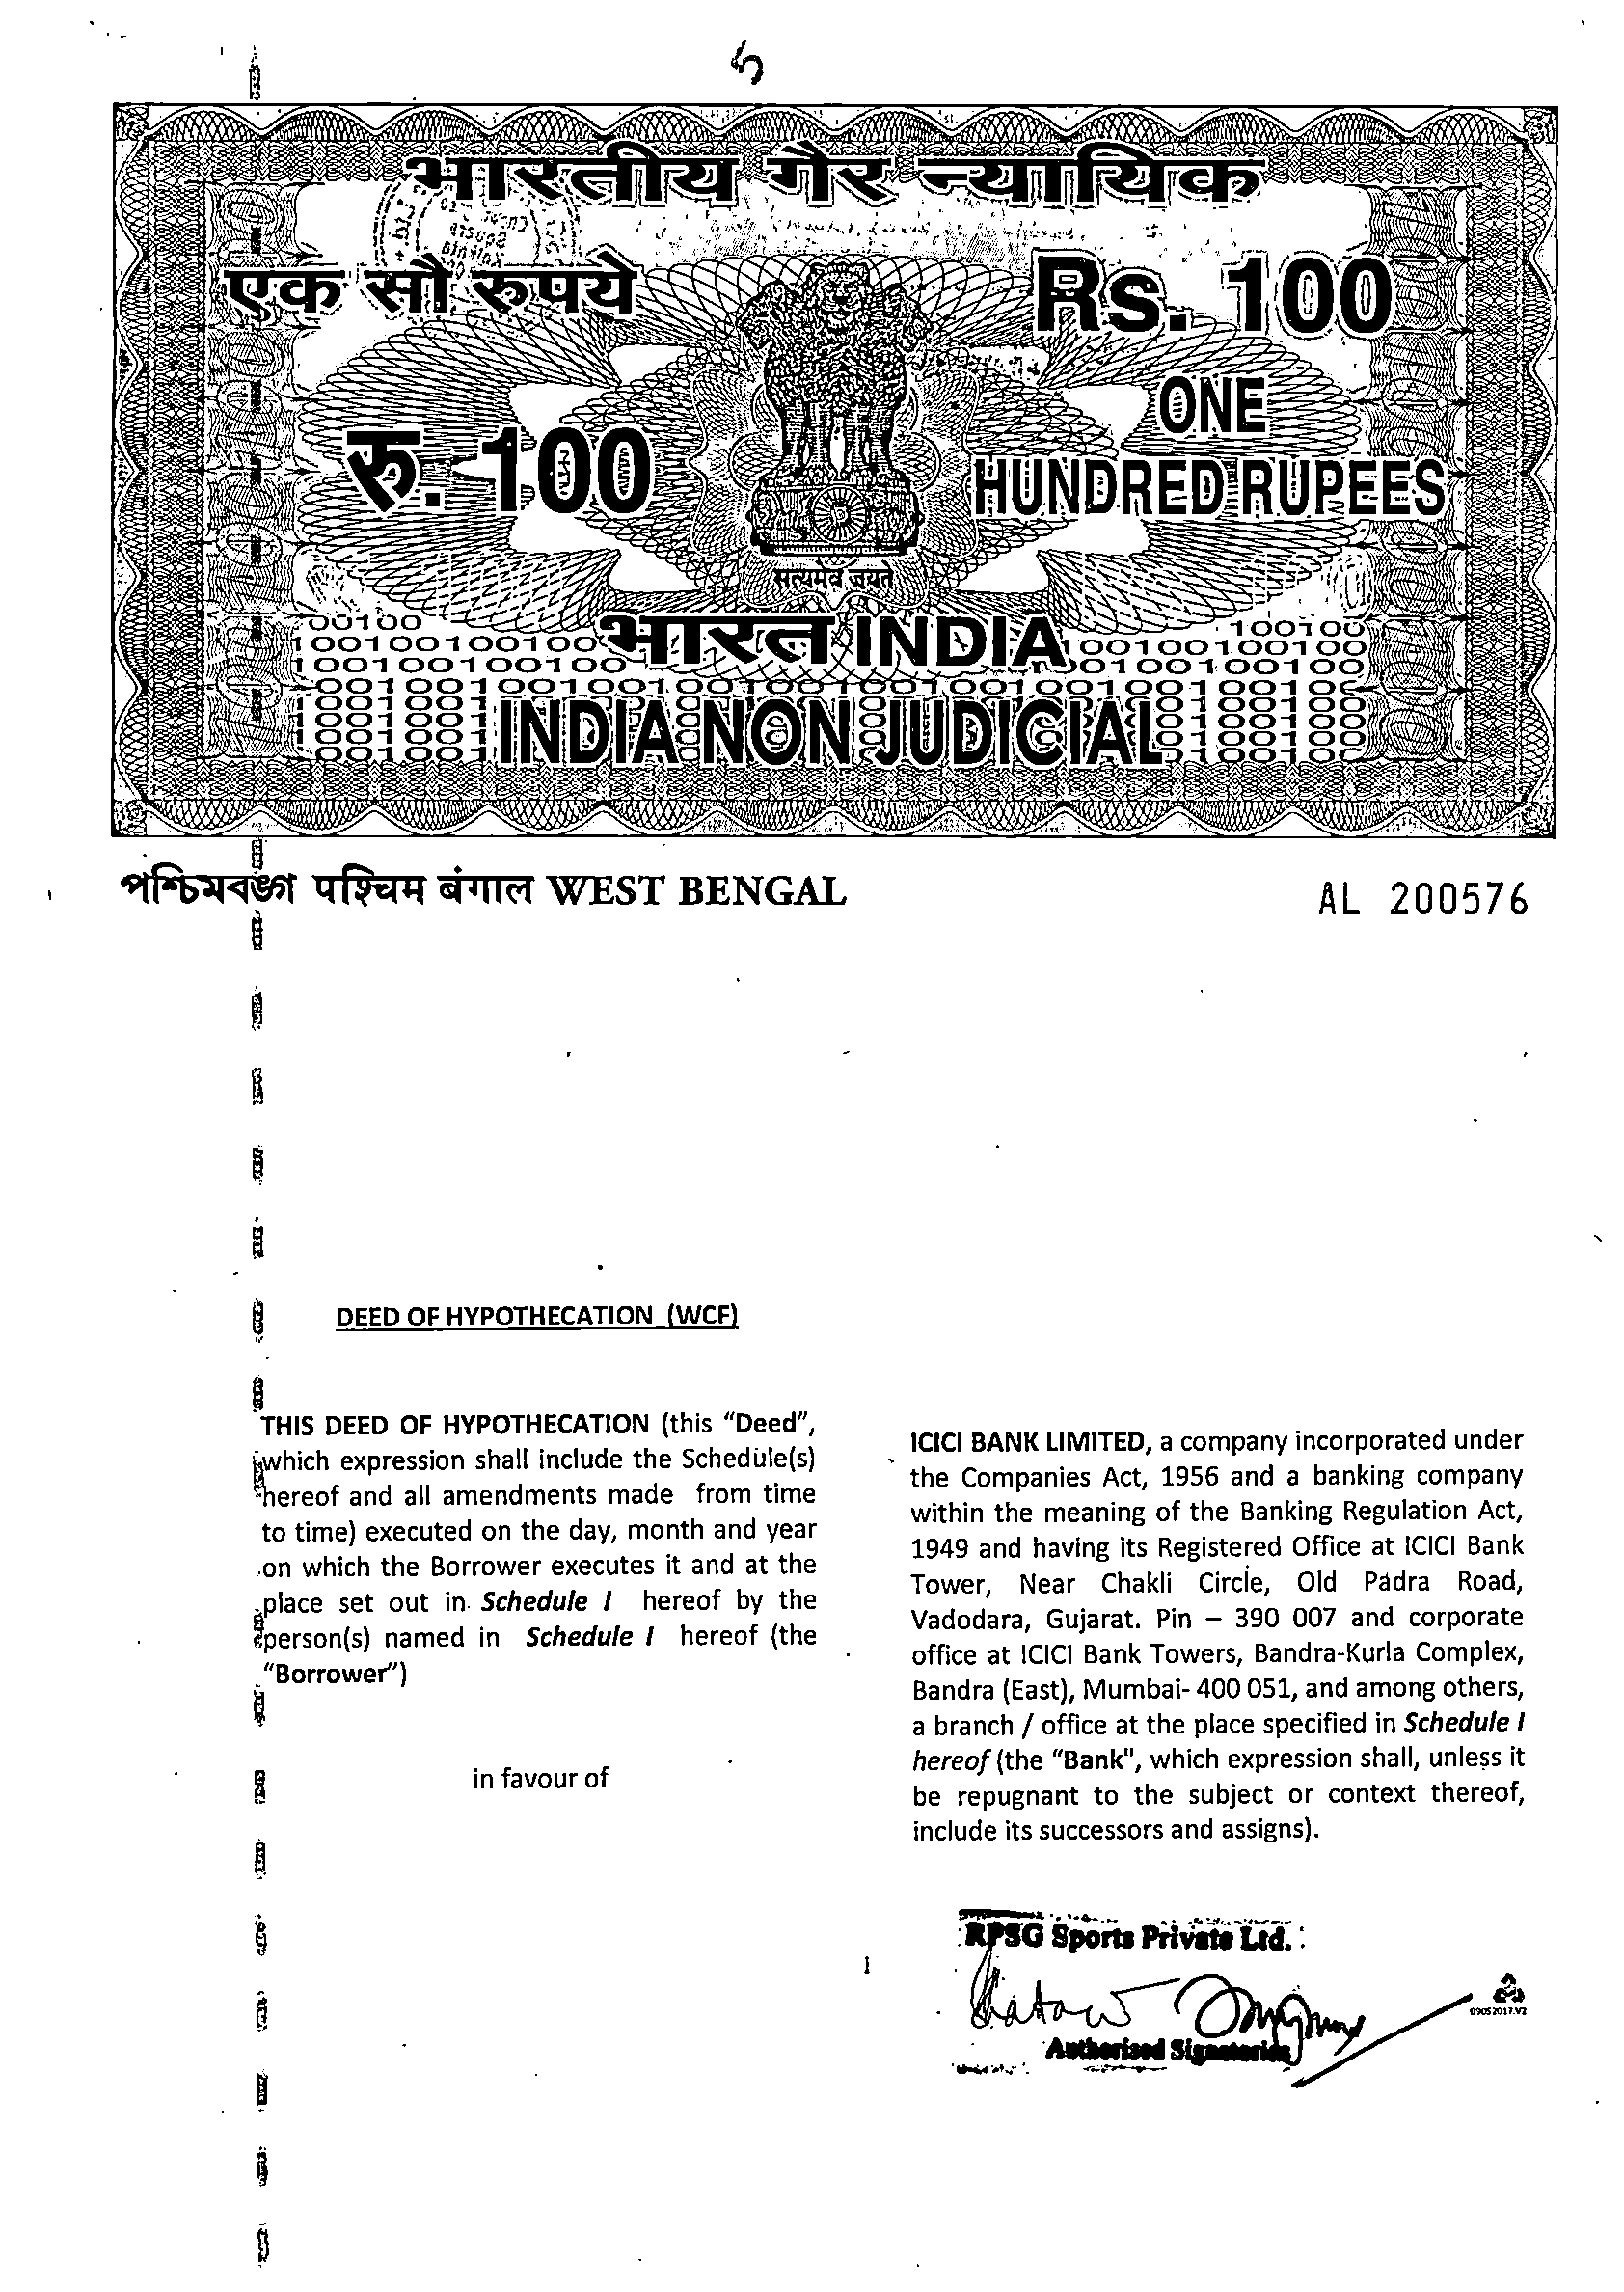 5
भारतीय गैर न्यायिक
एक सौ रुपये
Rs. 100
रु. 100
ONE
HUNDRED RUPEES
सत्यमेव जयते
भारत INDIA
INDIA NON JUDICIAL
পশ্চিমবঙ্গ पश्चिम बंगाल WEST BENGAL
AL 200576
DEED OF HYPOTHECATION (WCF)
THIS DEED OF HYPOTHECATION (this “Deed”,
which expression shall include the Schedule(s)
hereof and all amendments made from time
to time) executed on the day, month and year
on which the Borrower executes it and at the
place set out in Schedule I hereof by the
person(s) named in Schedule I hereof (the
“Borrower”)
in favour of
ICICI BANK LIMITED, a company incorporated under
the Companies Act, 1956 and a banking company
within the meaning of the Banking Regulation Act,
1949 and having its Registered Office at ICICI Bank
Tower, Near Chakli Circle, Old Padra Road,
Vadodara, Gujarat. Pin – 390 007 and corporate
office at ICICI Bank Towers, Bandra-Kurla Complex,
Bandra (East), Mumbai- 400 051, and among others,
a branch / office at the place specified in Schedule I
hereof (the “Bank", which expression shall, unless it
be repugnant to the subject or context thereof,
include its successors and assigns).
RPSG Sports Private Ltd.
Authorised Signatories
1
09052017.V2